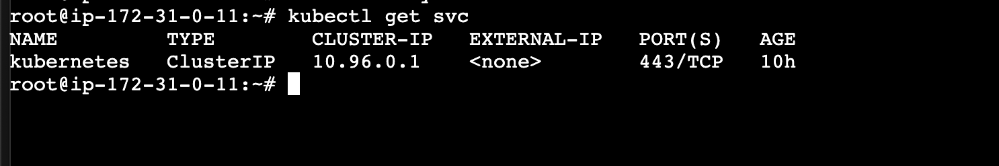 root@ip-172-31-0-11:~# kubectl get svc
NAME         TYPE        CLUSTER-IP   EXTERNAL-IP   PORT(S)   AGE
kubernetes   ClusterIP   10.96.0.1    <none>        443/TCP   10h
root@ip-172-31-0-11:~#